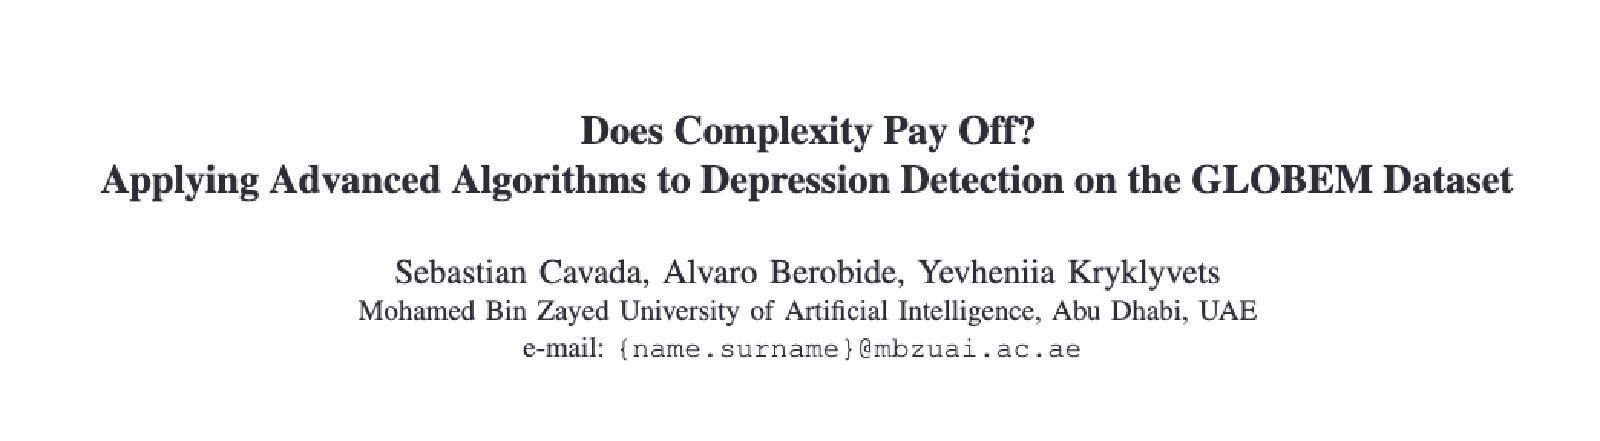 Does Complexity Pay Off?
Applying Advanced Algorithms to Depression Detection on the GLOBEM Dataset
Sebastian Cavada, Alvaro Berobide, Yevheniia Kryklyvets
Mohamed Bin Zayed University of Artificial Intelligence, Abu Dhabi, UAE
e-mail: {name.surname}@mbzuai.ac.ae